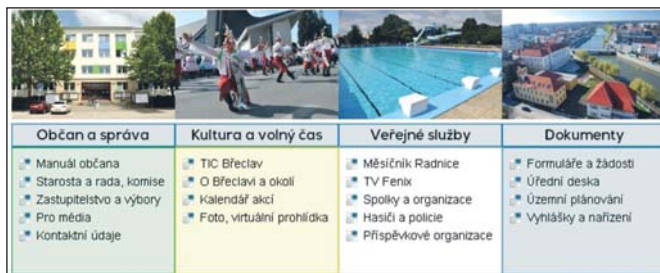 Občan a správa
Manuál občana
Starosta a rada, komise
Zastupitelstvo a výbory
Pro média
Kontaktní údaje
Kultura a volný čas
TIC Břeclav
O Břeclavi a okolí
Kalendář akcí
Foto, virtuální prohlídka
Veřejné služby
Měsíčník Radnice
TV Fenix
Spolky a organizace
Hasiči a policie
Příspěvkové organizace
Dokumenty
Formuláře a žádosti
Úřední deska
Územní plánování
Vyhlášky a nařízení